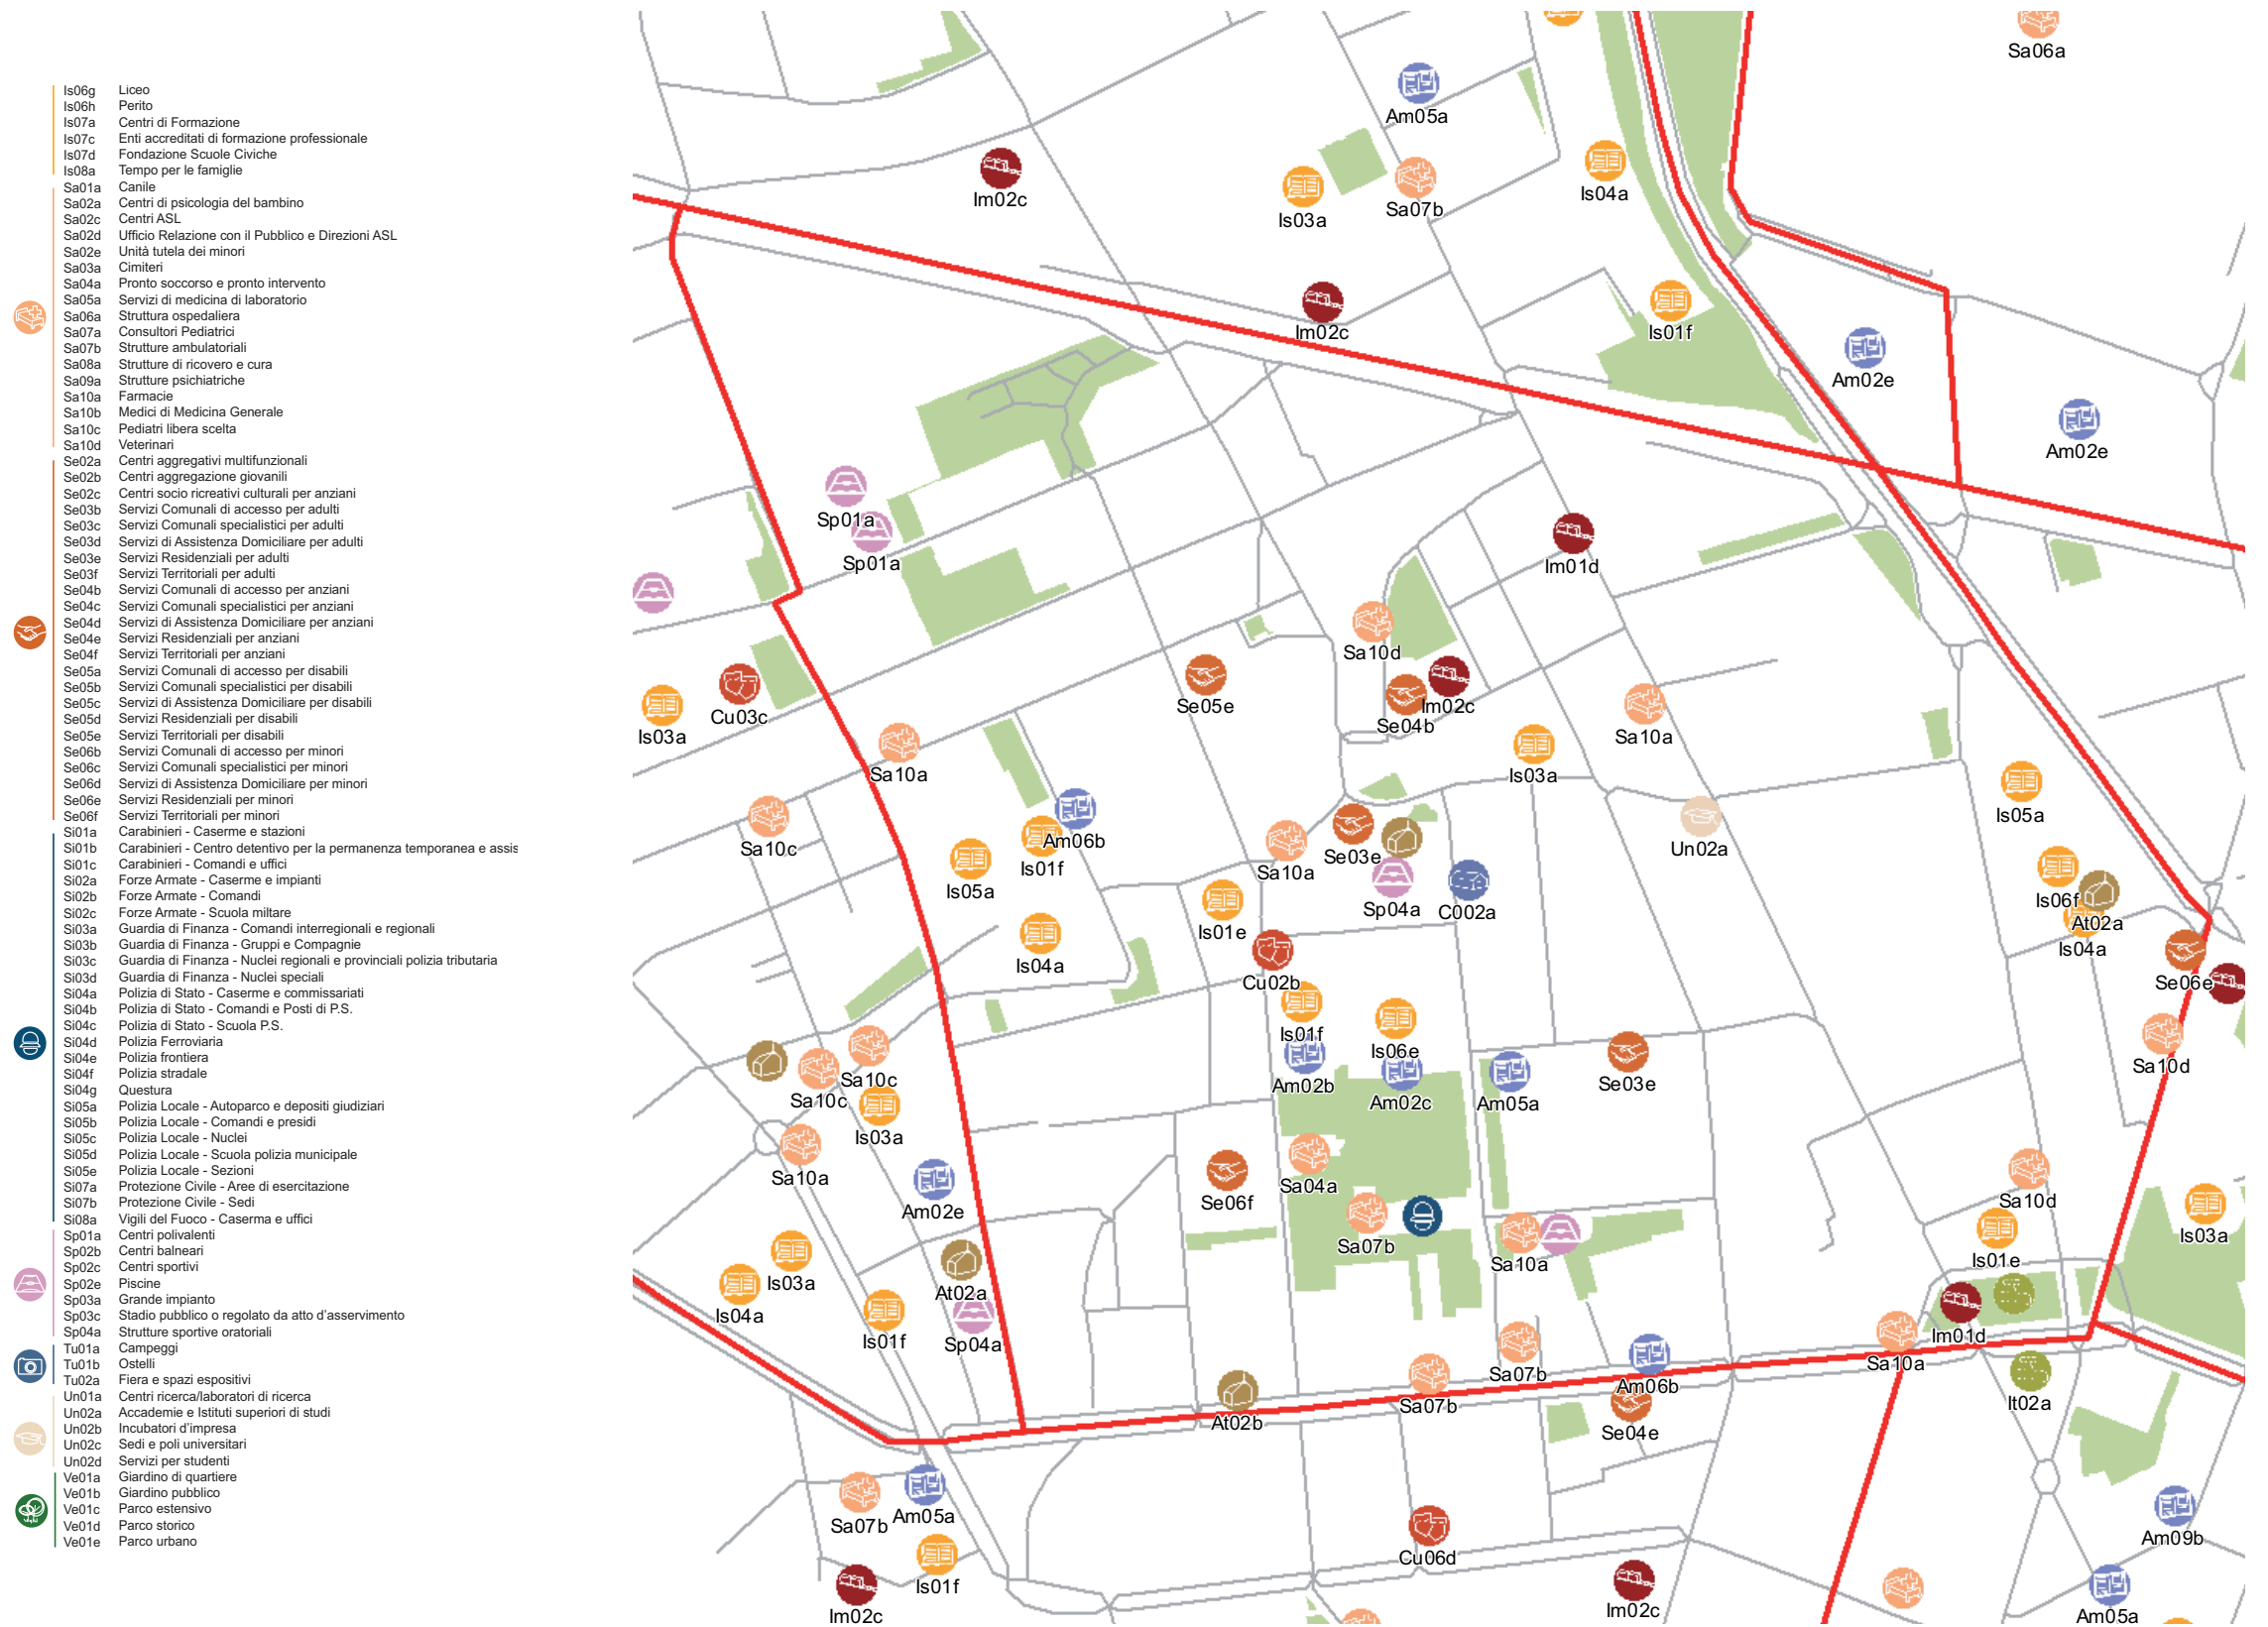 Is06g Liceo
Is06h Perito
Is07a Centri di Formazione
Is07c Enti accreditati di formazione professionale
Is07d Fondazione Scuole Civiche
Is08a Tempo per le famiglie
Sa01a Canile
Sa02a Centri di psicologia del bambino
Sa02c Centri ASL
Sa02d Ufficio Relazione con il Pubblico e Direzioni ASL
Sa02e Unità tutela dei minori
Sa03a Cimiteri
Sa04a Pronto soccorso e pronto intervento
Sa05a Servizi di medicina di laboratorio
Sa06a Struttura ospedaliera
Sa07a Consultori Pediatrici
Sa07b Strutture ambulatoriali
Sa08a Strutture di ricovero e cura
Sa09a Strutture psichiatriche
Sa10a Farmacie
Sa10b Medici di Medicina Generale
Sa10c Pediatri libera scelta
Sa10d Veterinari
Se02a Centri aggregativi multifunzionali
Se02b Centri aggregazione giovani
Se02c Centri socio ricreativi culturali per anziani
Se03b Servizi Comunali di accesso per adulti
Se03c Servizi Comunali specialistici per adulti
Se03d Servizi di Assistenza Domiciliare per adulti
Se03e Servizi Residenziali per adulti
Se03f Servizi Territoriali per adulti
Se04b Servizi Comunali di accesso per anziani
Se04c Servizi Comunali specialistici per anziani
Se04d Servizi di Assistenza Domiciliare per anziani
Se04e Servizi Residenziali per anziani
Se04f Servizi Territoriali per anziani
Se05a Servizi Comunali di accesso per disabili
Se05b Servizi Comunali specialistici per disabili
Se05c Servizi di Assistenza Domiciliare per disabili
Se05d Servizi Residenziali per disabili
Se05e Servizi Territoriali per disabili
Se06b Servizi Comunali di accesso per minori
Se06c Servizi Comunali specialistici per minori
Se06d Servizi di Assistenza Domiciliare per minori
Se06e Servizi Residenziali per minori
Se06f Servizi Territoriali per minori
Si01a Carabinieri - Caserme e stazioni
Si01b Carabinieri - Centro detentivo per la permanenza temporanea e assis
Si01c Carabinieri - Comandi e uffici
Si02a Forze Armate - Caserme e impianti
Si02b Forze Armate - Comandi
Si02c Forze Armate - Scuola miltare
Si03a Guardia di Finanza - Comandi interregionali e regionali
Si03b Guardia di Finanza - Gruppi e Compagnie
Si03c Guardia di Finanza - Nuclei regionali e provinciali polizia tributaria
Si03d Guardia di Finanza - Nuclei speciali
Si04a Polizia di Stato - Caserme e commissariati
Si04b Polizia di Stato - Comandi e Posti di P.S.
Si04c Polizia di Stato - Scuola P.S.
Si04d Polizia Ferroviaria
Si04e Polizia frontiera
Si04f Polizia stradale
Si04g Questura
Si05a Polizia Locale - Autoparco e depositi giudiziari
Si05b Polizia Locale - Comandi e presidi
Si05c Polizia Locale - Nuclei
Si05d Polizia Locale - Scuola polizia municipale
Si05e Polizia Locale - Sezioni
Si07a Protezione Civile - Aree di esercitazione
Si07b Protezione Civile - Sedi
Si08a Vigili del Fuoco - Caserma e uffici
Sp01a Centri polivalenti
Sp02b Centri balneari
Sp02c Centri sportivi
Sp02e Piscine
Sp03a Grande impianto
Sp03c Stadio pubblico o regolato da atto d'asservimento
Sp04a Strutture sportive oratoriali
Tu01a Campeggi
Tu01b Ostelli
Tu02a Fiera e spazi espositivi
Un01a Centri ricerca/laboratori di ricerca
Un02a Accademie e Istituti superiori di studi
Un02b Incubatori d'impresa
Un02c Sedi e poli universitari
Un02d Servizi per studenti
Ve01a Giardino di quartiere
Ve01b Giardino pubblico
Ve01c Parco estensivo
Ve01d Parco storico
Ve01e Parco urbano
Sa06a
Am05a
Im02c
Is03a
Sa07b
Is04a
Im02c
Is01f
Am02e
Am02e
Sp01a
Sp01a
Im01d
Sa10d
Cu03c
Is03a
Se05e
Se04b
Im02c
Sa10a
Sa10a
Is03a
Is05a
Sa10c
Am06b
Is01f
Is05a
Se03e
Sa10a
Un02a
Sp04a
C002a
Is06f
At02a
Is04a
Is04a
Is01e
Cu02b
Se06e
Is01f
Is06e
Sa10c
Sa10c
Am02b
Am02c
Am05a
Se03e
Sa10d
Is03a
Sa10a
Sa04a
Se06f
Sa10d
Am02e
Sa07b
Sa10a
Is01e
Is03a
Is03a
At02a
Is04a
Is01f
Sp04a
Im01d
Sa10a
Sa07b
Am06b
It02a
Sa07b
At02b
Se04e
Sa07b
Am05a
Cu06d
Am09b
Is01f
Im02c
Im02c
Am05a